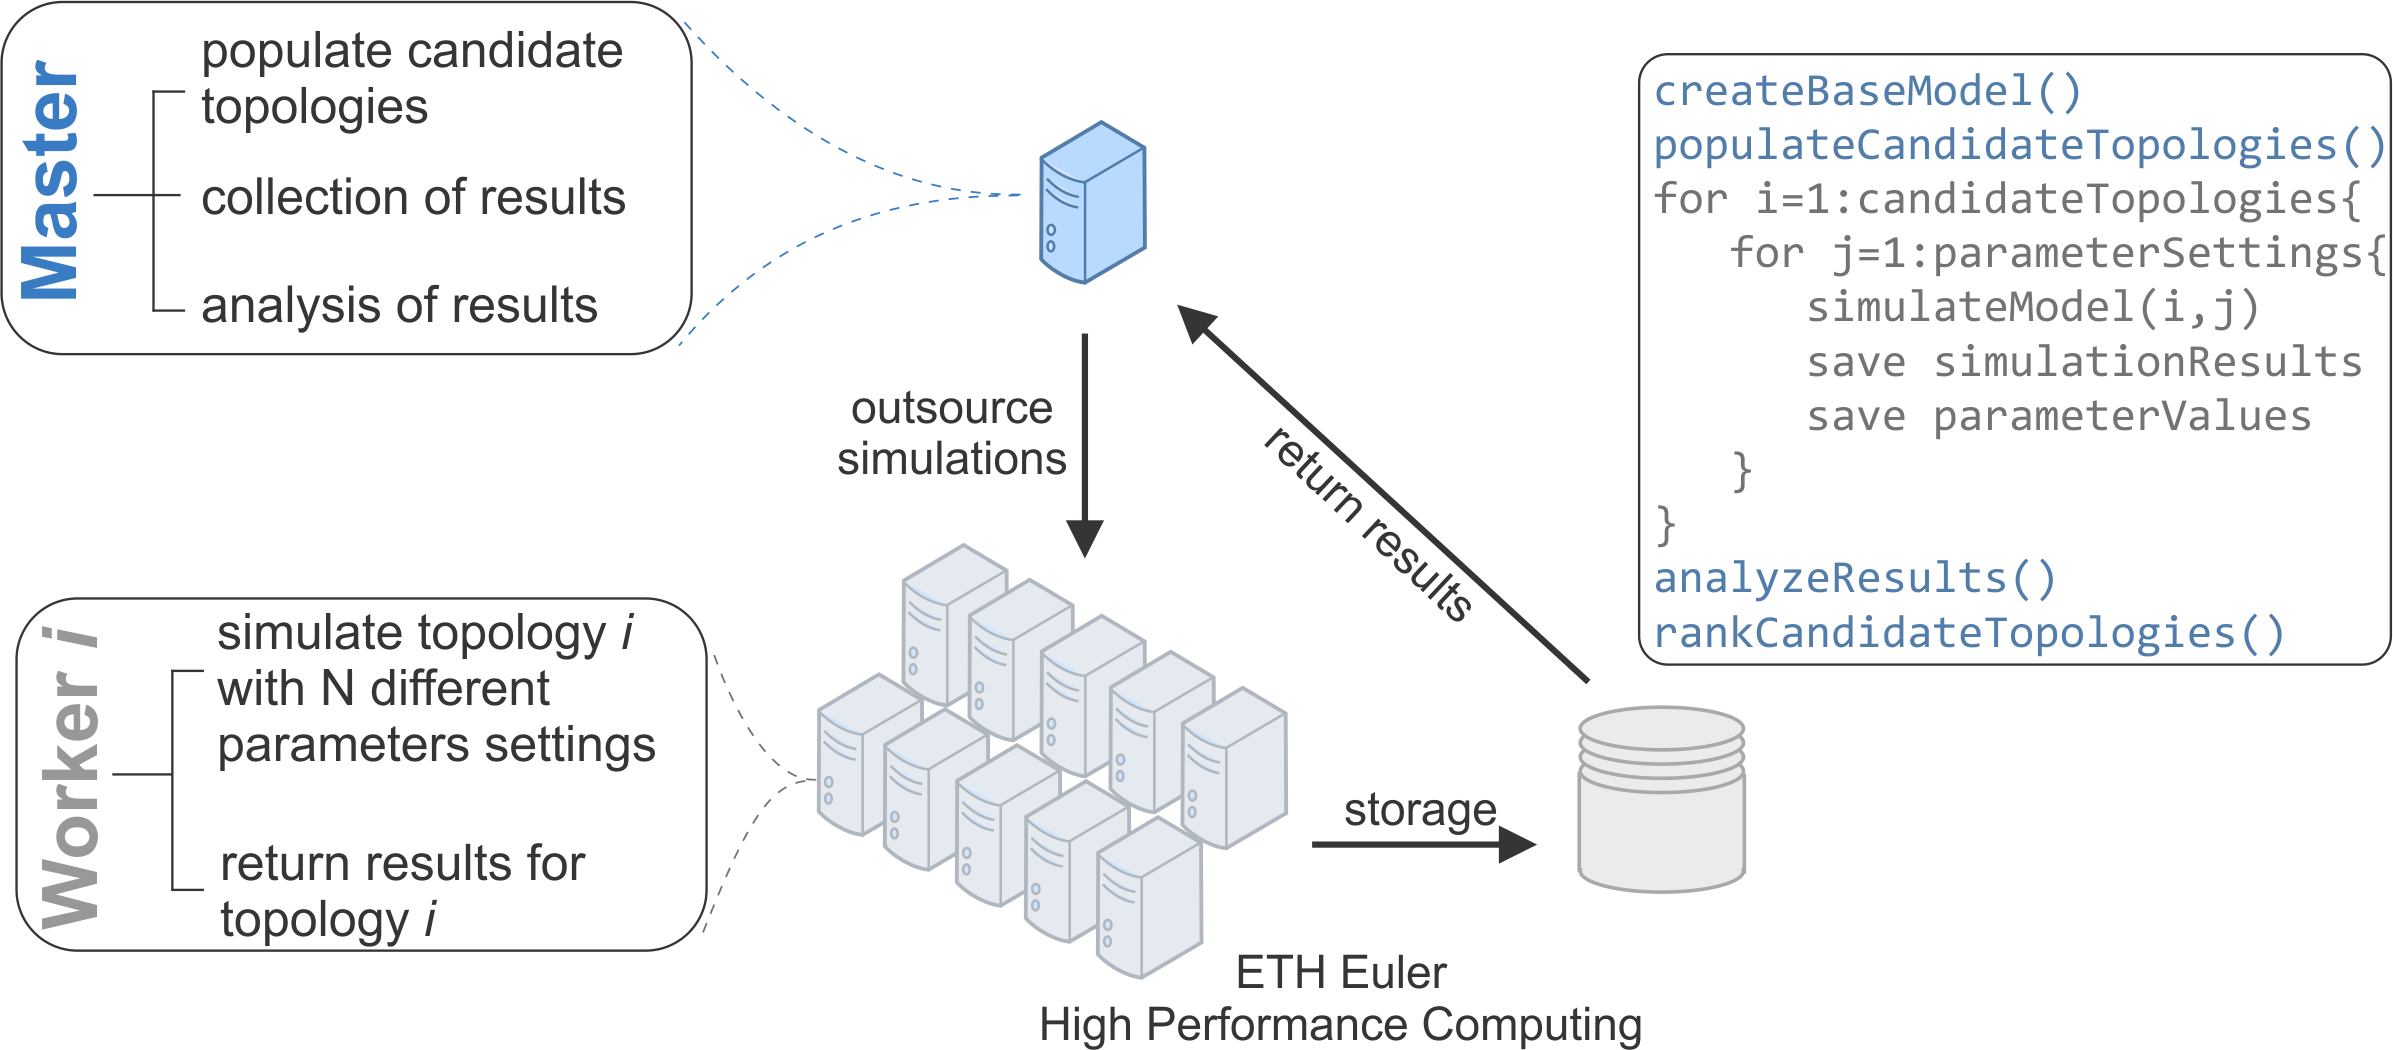 Master
populate candidate
topologies
collection of results
analysis of results
outsource
simulations
return results
createBaseModel()
populateCandidateTopologies()
for i=1:candidateTopologies{
for j=1:parameterSettings{
simulateModel(i,j)
save simulationResults
save parameterValues
}
}
analyzeResults()
rankCandidateTopologies()
Worker i
simulate topology i
with N different
parameters settings
return results for
topology i
storage
ETH Euler
High Performance Computing